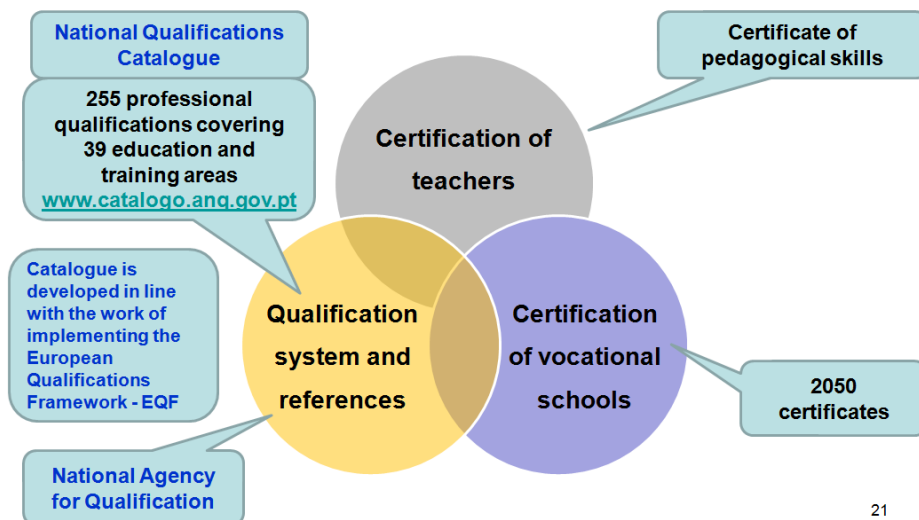 National Qualifications
Catalogue
255 professional
qualifications covering
39 education and
training areas
www.catalogo.anq.gov.pt
Catalogue is
developed in line
with the work of
implementing the
European
Qualifications
Framework - EQF
National Agency
for Qualification
Certification of
teachers
Qualification
system and
references
Certification
of vocational
schools
Certificate of
pedagogical skills
2050
certificates
21